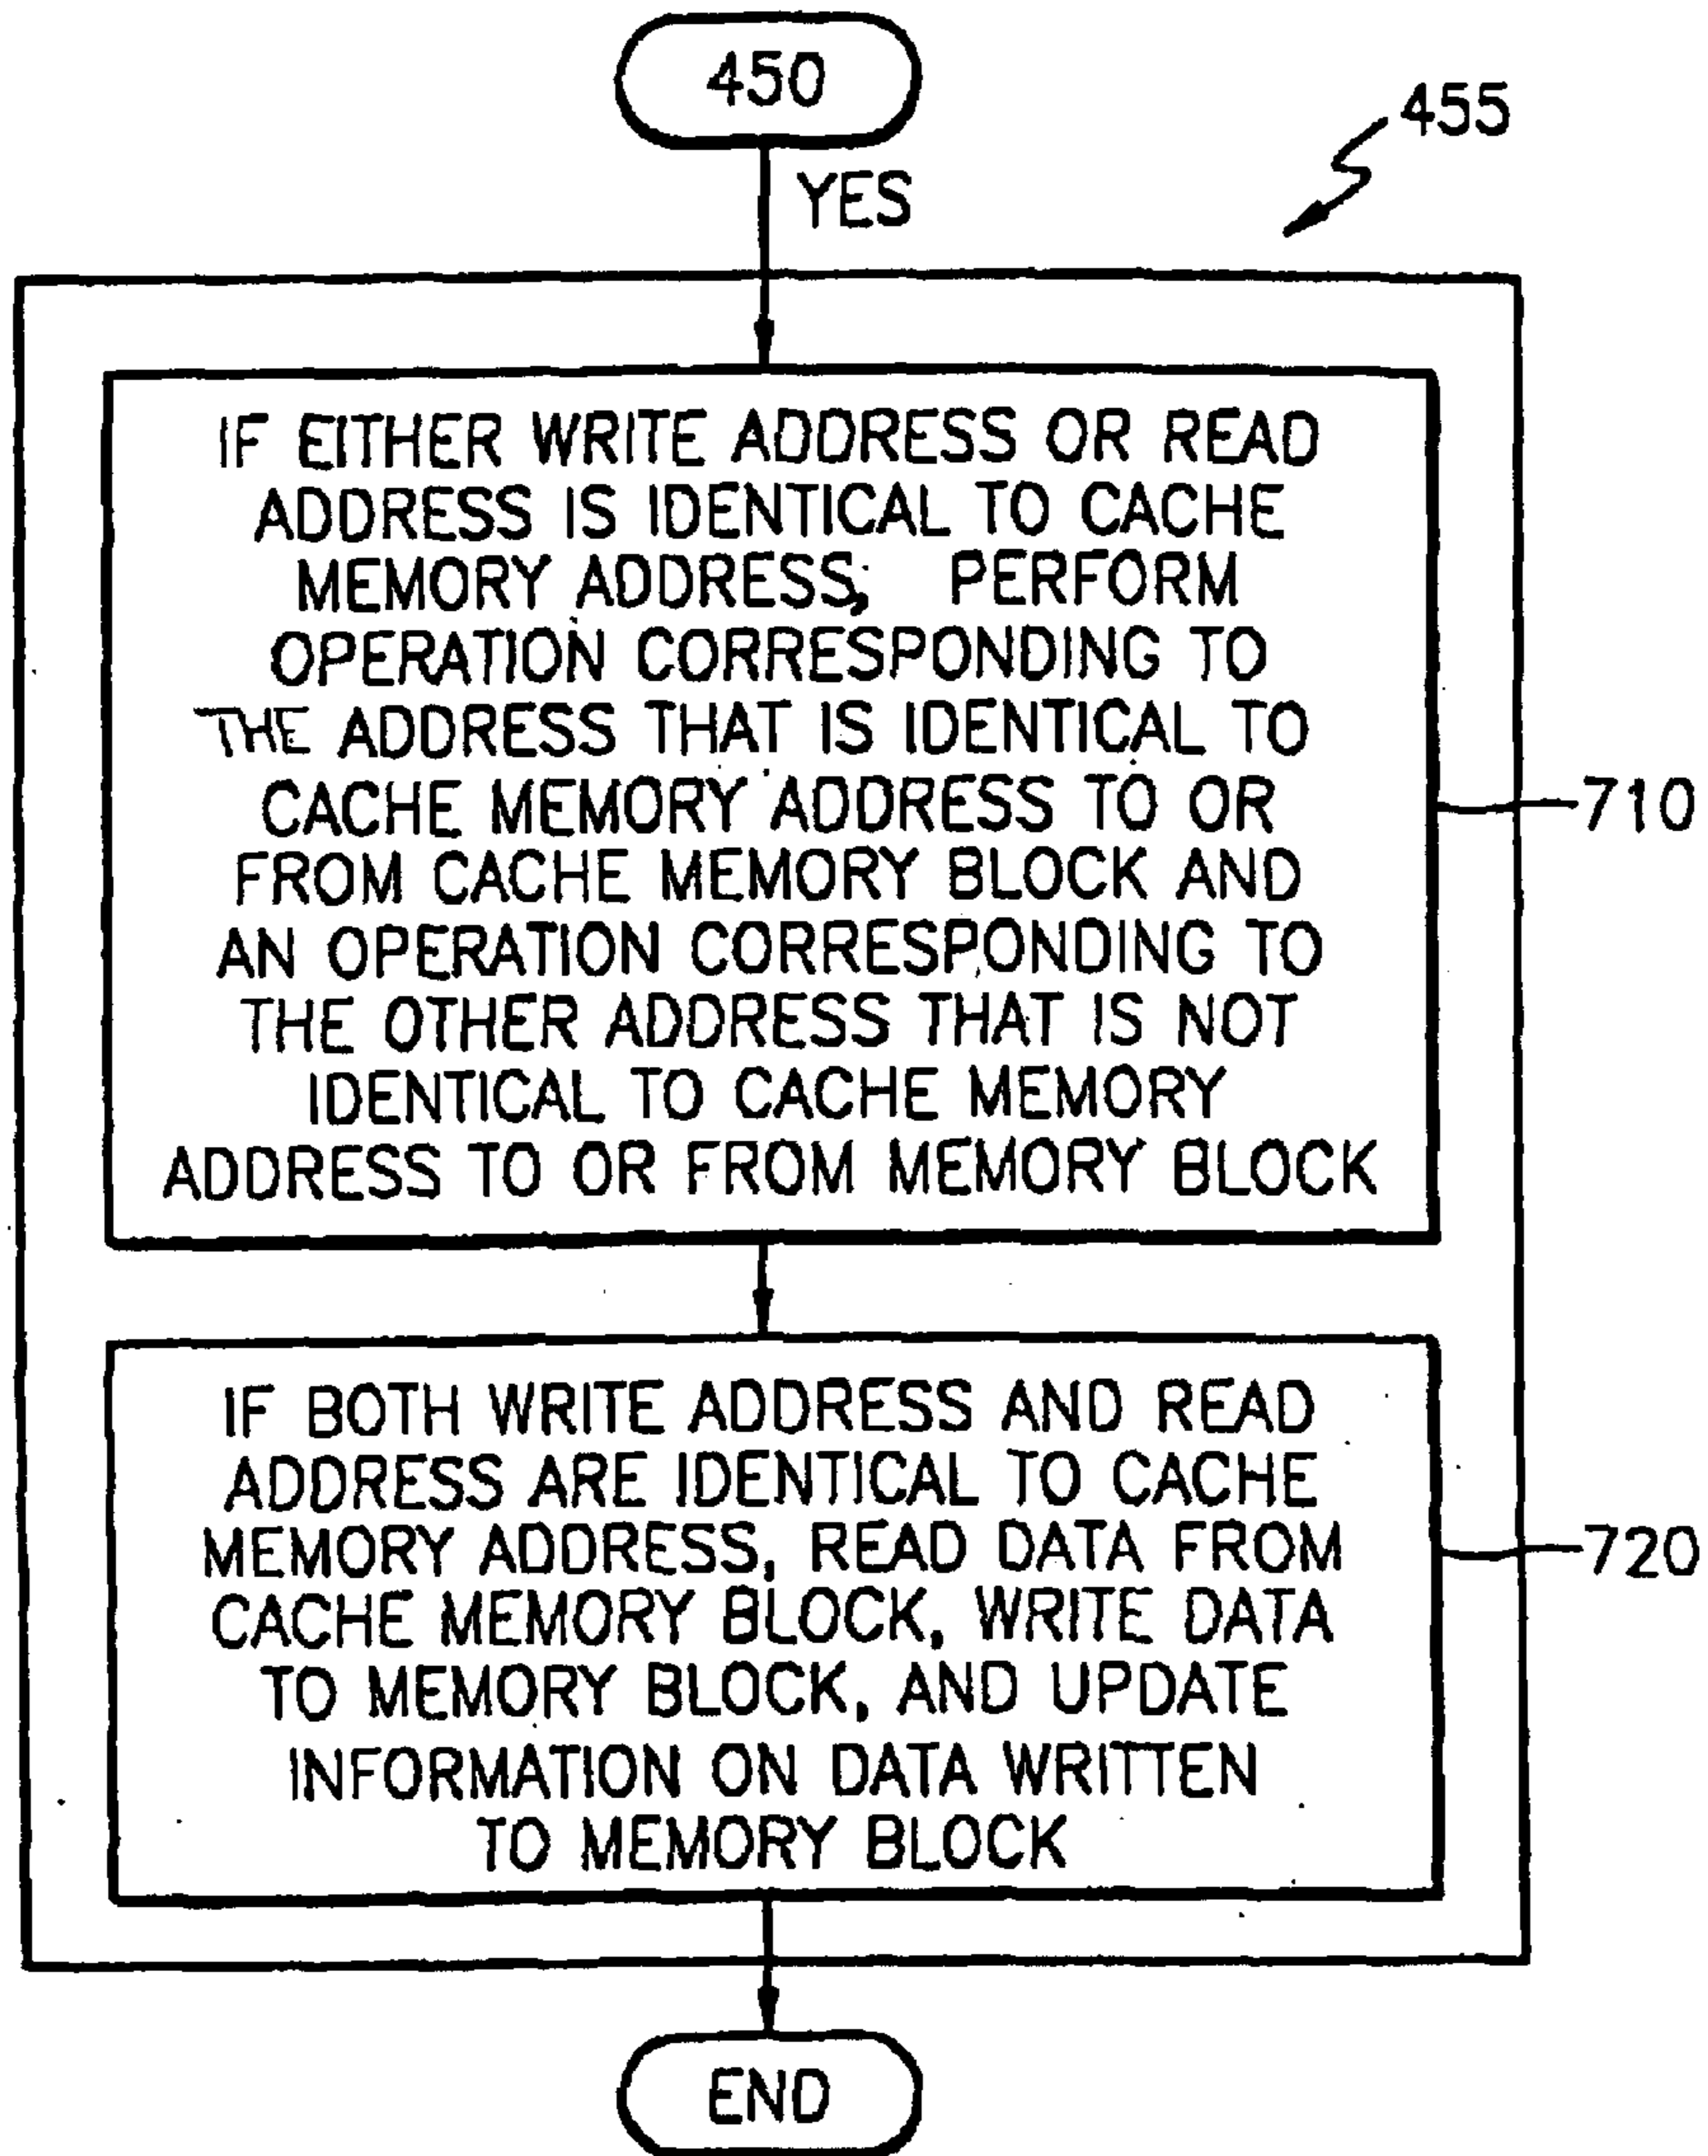 450
455
YES
IF EITHER WRITE ADDRESS OR READ
ADDRESS IS IDENTICAL TO CACHE
MEMORY ADDRESS, PERFORM
OPERATION CORRESPONDING TO
THE ADDRESS THAT IS IDENTICAL TO
CACHE MEMORY ADDRESS TO OR
FROM CACHE MEMORY BLOCK AND
AN OPERATION CORRESPONDING TO
THE OTHER ADDRESS THAT IS NOT
IDENTICAL TO CACHE MEMORY
ADDRESS TO OR FROM MEMORY BLOCK
710
IF BOTH WRITE ADDRESS AND READ
ADDRESS ARE IDENTICAL TO CACHE
MEMORY ADDRESS, READ DATA FROM
CACHE MEMORY BLOCK, WRITE DATA
TO MEMORY BLOCK, AND UPDATE
INFORMATION ON DATA WRITTEN
TO MEMORY BLOCK
720
END